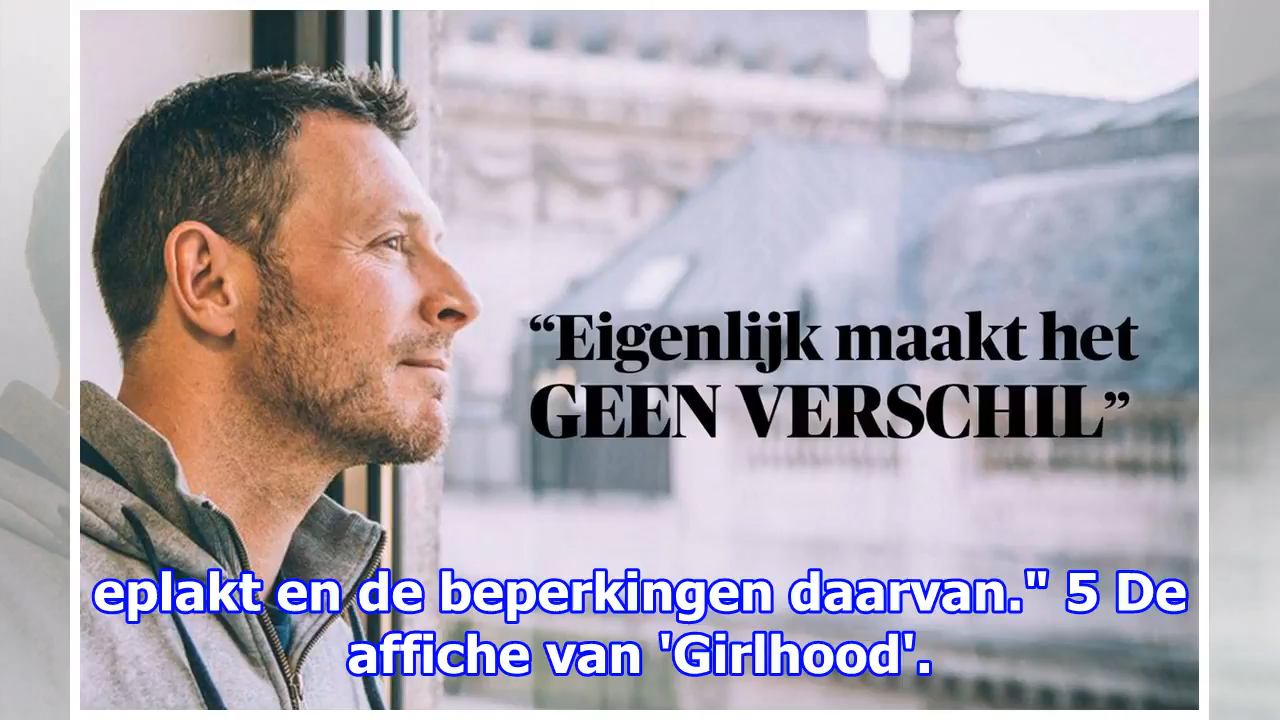 “Eigenlijk maakt het
GEEN VERSCHIL”
eplakt en de beperkingen daarvan." 5 De
affiche van 'Girlhood'.